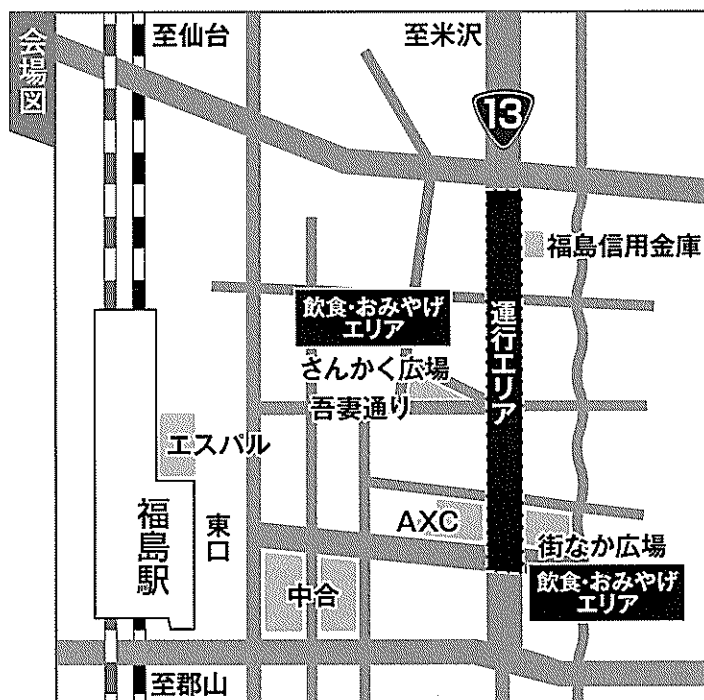 会場図
至仙台
至米沢
13
福島信用金庫
飲食・おみやげ
エリア
運行エリア
さんかく広場
吾妻通り
エスパル
福島駅
東口
AXC
街なか広場
飲食・おみやげ
エリア
中合
至郡山